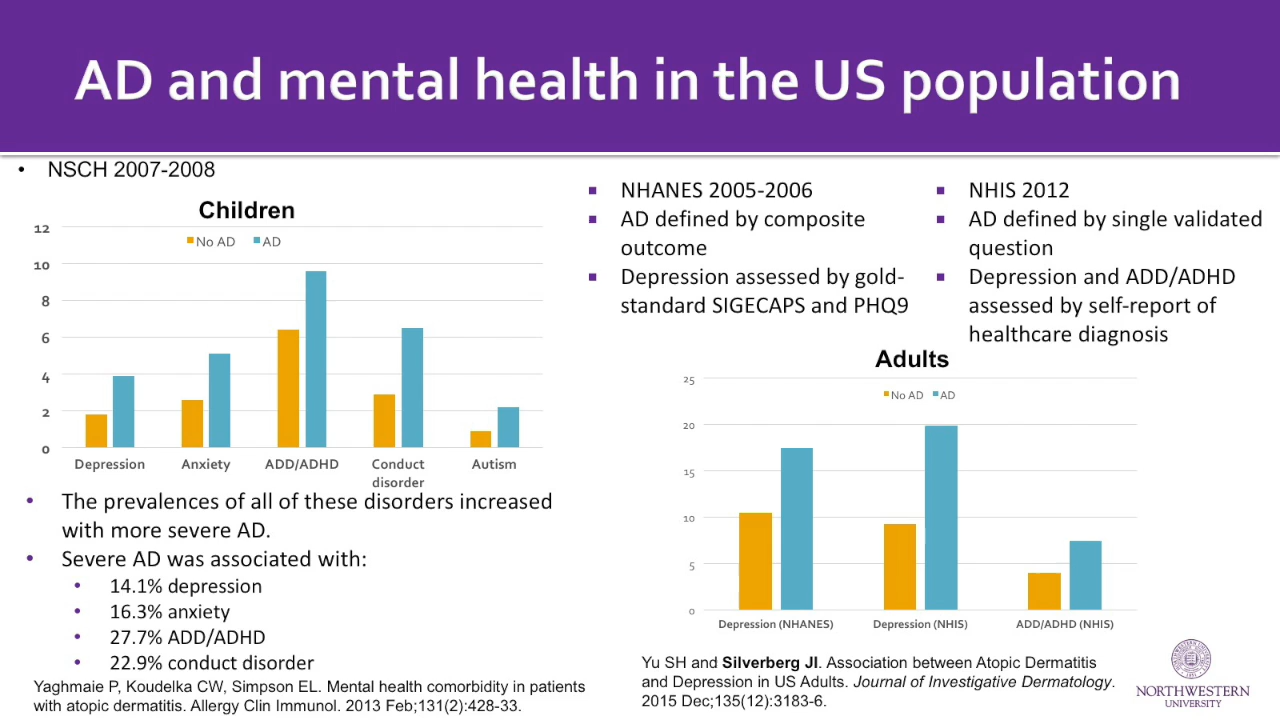 AD and mental health in the US population
• NSCH 2007-2008
Children
No AD AD
12
10
8
6
4
2
0
Depression Anxiety ADD/ADHD Conduct disorder Autism
• The prevalences of all of these disorders increased
with more severe AD.
• Severe AD was associated with:
• 14.1% depression
• 16.3% anxiety
• 27.7% ADD/ADHD
• 22.9% conduct disorder
Yaghmaie P, Koudelka CW, Simpson EL. Mental health comorbidity in patients
with atopic dermatitis. Allergy Clin Immunol. 2013 Feb;131(2):428-33.
▪ NHANES 2005-2006
▪ AD defined by composite
outcome
▪ Depression assessed by gold-
standard SIGECAPS and PHQ9
▪ NHIS 2012
▪ AD defined by single validated
question
▪ Depression and ADD/ADHD
assessed by self-report of
healthcare diagnosis
Adults
No AD AD
25
20
15
10
5
0
Depression (NHANES) Depression (NHIS) ADD/ADHD (NHIS)
Yu SH and Silverberg JI. Association between Atopic Dermatitis
and Depression in US Adults. Journal of Investigative Dermatology.
2015 Dec;135(12):3183-6.
NORTHWESTERN
UNIVERSITY